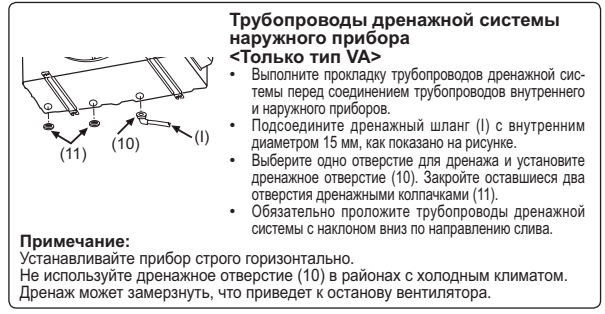 Трубопроводы дренажной системы
наружного прибора
<Только тип VA>
• Выполните прокладку трубопроводов дренажной сис-
темы перед соединением трубопроводов внутреннего
и наружного приборов.
• Подсоедините дренажный шланг (I) с внутренним
диаметром 15 мм, как показано на рисунке.
• Выберите одно отверстие для дренажа и установите
дренажное отверстие (10). Закройте оставшиеся два
отверстия дренажными колпачками (11).
• Обязательно проложите трубопроводы дренажной
системы с наклоном вниз по направлению слива.
(11)
(10)
(I)
Примечание:
Устанавливайте прибор строго горизонтально.
Не используйте дренажное отверстие (10) в районах с холодным климатом.
Дренаж может замерзнуть, что приведет к останову вентилятора.